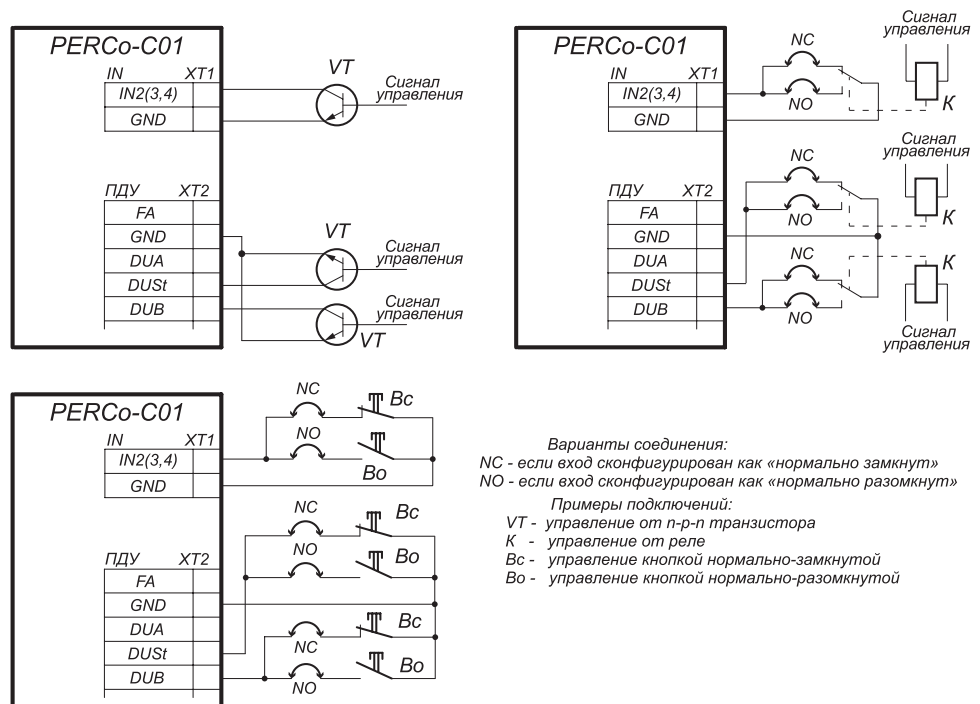 PERCo-C01
IN XT1
IN2(3,4)
GND
ПДУ XT2
FA
GND
DUA
DUSt
DUB
VT
Сигнал
управления
VT
Сигнал
управления
Сигнал
управления
VT
PERCo-C01
IN XT1
IN2(3,4)
GND
ПДУ XT2
FA
GND
DUA
DUSt
DUB
NC
NO
Сигнал
управления
К
NC
NO
Сигнал
управления
К
NC
NO
К
Сигнал
управления
PERCo-C01
IN XT1
IN2(3,4)
GND
ПДУ XT2
FA
GND
DUA
DUSt
DUB
NC
Вс
NO
Во
NC
Вс
NO
Во
Вс
NC
Во
NO
Варианты соединения:
NC - если вход сконфигурирован как «нормально замкнут»
NO - если вход сконфигурирован как «нормально разомкнут»
Примеры подключений:
VT - управление от n-p-n транзистора
К - управление от реле
Вс - управление кнопкой нормально-замкнутой
Во - управление кнопкой нормально-разомкнутой